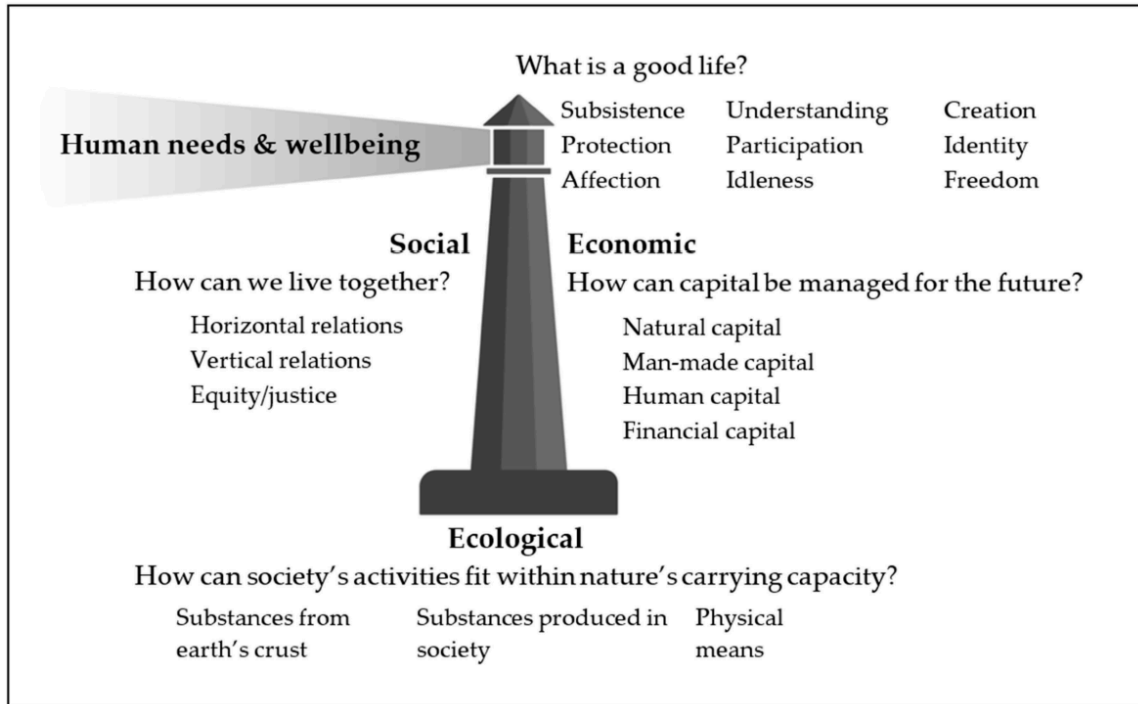 What is a good life?
Human needs & wellbeing
Subsistence Understanding Creation
Protection Participation Identity
Affection Idleness Freedom
Social
How can we live together?
Horizontal relations
Vertical relations
Equity/justice
Economic
How can capital be managed for the future?
Natural capital
Man-made capital
Human capital
Financial capital
Ecological
How can society's activities fit within nature's carrying capacity?
Substances from
earth's crust
Substances produced in
society
Physical
means